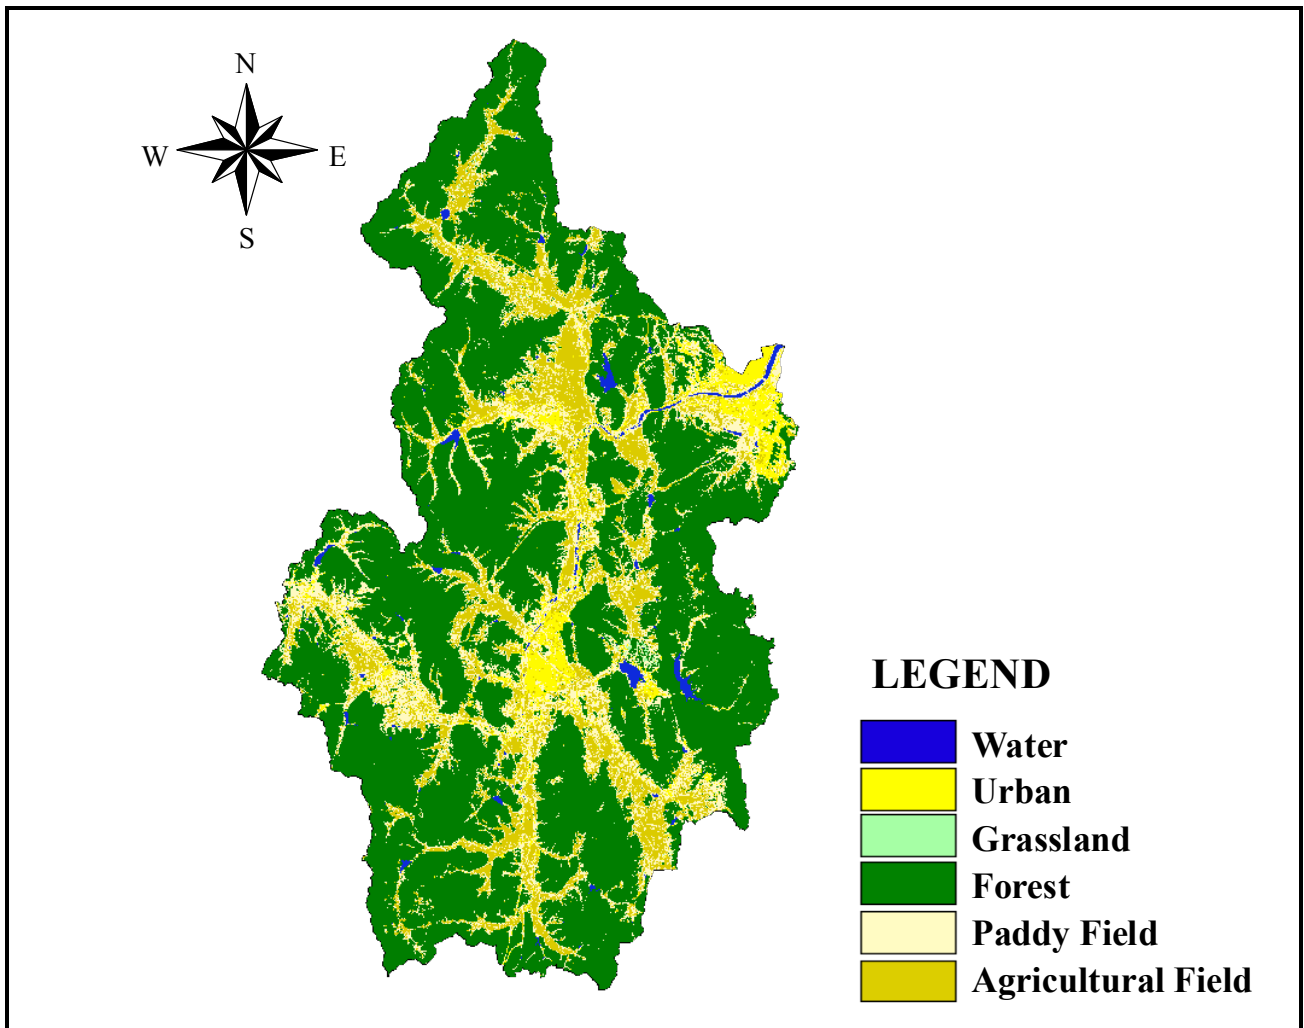 N
W
E
S
LEGEND
Water
Urban
Grassland
Forest
Paddy Field
Agricultural Field